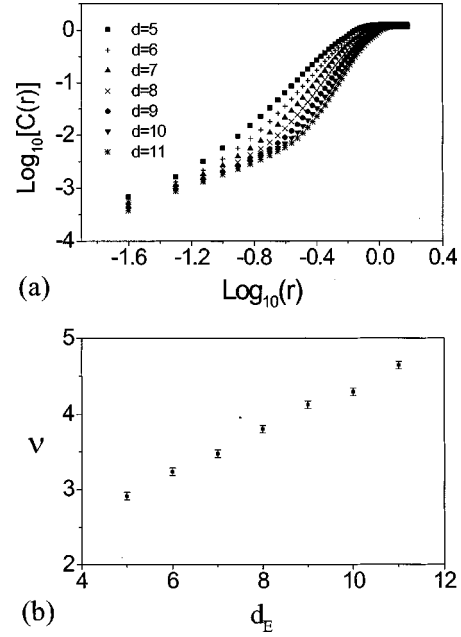 0
-1
-2
-3
-4
Log10[C(r)]
d=5
d=6
d=7
d=8
d=9
d=10
d=11
-1.6 -1.2 -0.8 -0.4 0.0 0.4
(a) Log10(r)
5
4
3
2
ν
4 6 8 10 12
(b) dE